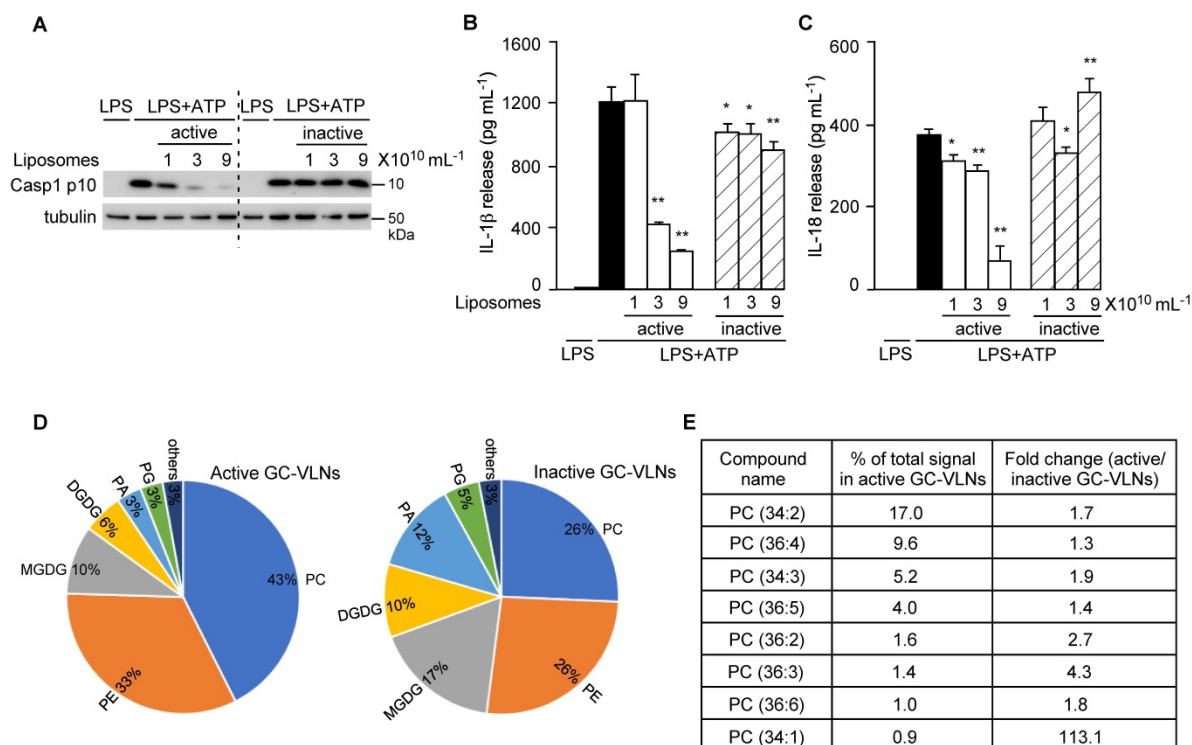 A
LPS LPS+ATP LPS LPS+ATP
active inactive
Liposomes 1 3 9 1 3 9 X10¹⁰ mL⁻¹
Casp1 p10 10
tubulin 50
kDa
B
IL-1β release (pg mL⁻¹)
1600
1200
800
400
0
* * **
** **
Liposomes 1 3 9 1 3 9
active inactive
LPS LPS+ATP
C
IL-18 release (pg mL⁻¹)
600
400
200
0
* ** ** * **
1 3 9 1 3 9 X10¹⁰ mL⁻¹
active inactive
LPS LPS+ATP
D
Active GC-VLNs
43% PC
PE 33%
MGDG 10%
DGDG 6%
PA 3%
PG 3%
others 3%
Inactive GC-VLNs
26% PC
26% PE
MGDG 17%
DGDG 10%
PA 12%
PG 5%
others 3%
E
Compound name % of total signal in active GC-VLNs Fold change (active/ inactive GC-VLNs)
PC (34:2) 17.0 1.7
PC (36:4) 9.6 1.3
PC (34:3) 5.2 1.9
PC (36:5) 4.0 1.4
PC (36:2) 1.6 2.7
PC (36:3) 1.4 4.3
PC (36:6) 1.0 1.8
PC (34:1) 0.9 113.1